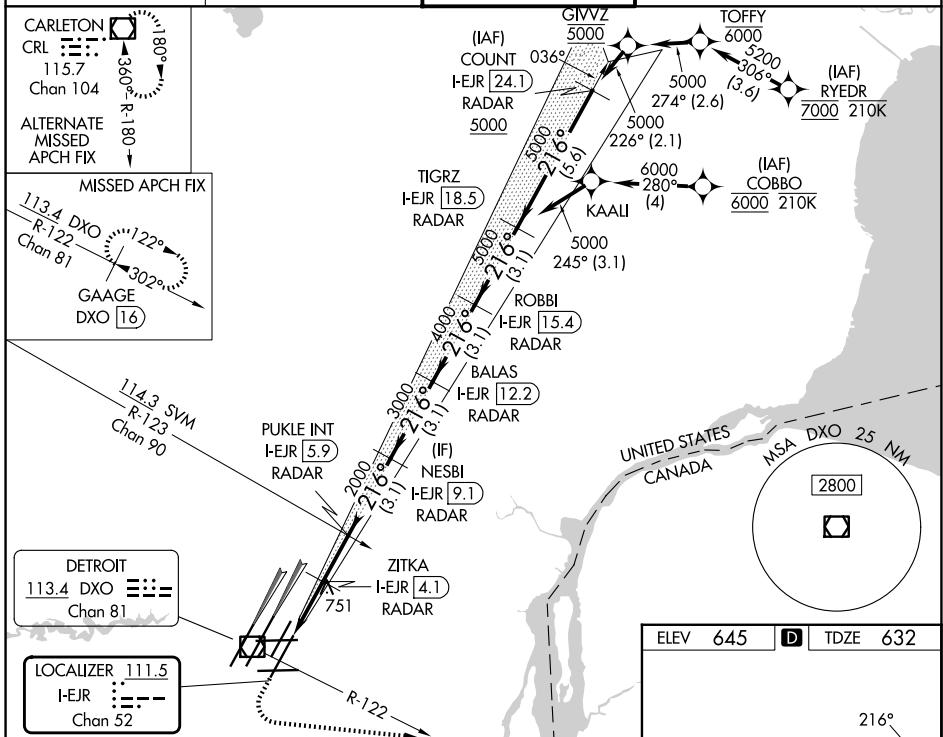 CARLETON
CRL
115.7
Chan 104
180°
360°
R-180
ALTERNATE
MISSED
APCH FIX
MISSED APCH FIX
113.4 DXO
R-122
Chan 81
122°
302°
GAAGE
DXO 16
GIVVZ
5000
TOFFY
6000
(IAF)
COUNT
I-EJR 24.1
RADAR
5000
036°
5200
306°
(3.6)
(IAF)
RYEDR
7000 210K
5000
274° (2.6)
5000
226° (2.1)
5000
216°
(5.6)
6000
280°
(4)
(IAF)
COBBO
6000 210K
KAALI
TIGRZ
I-EJR 18.5
RADAR
5000
245° (3.1)
5000
216°
(3.1)
ROBBI
I-EJR 15.4
RADAR
4000
216°
(3.1)
BALAS
I-EJR 12.2
RADAR
3000
216°
(3.1)
114.3 SVM
R-123
Chan 90
PUKLE INT
I-EJR 5.9
RADAR
(IF)
NESBI
I-EJR 9.1
RADAR
2000
216°
(3.1)
UNITED STATES
CANADA
MSA DXO 25 NM
2800
ZITKA
I-EJR 4.1
RADAR
751
DETROIT
113.4 DXO
Chan 81
LOCALIZER 111.5
I-EJR
Chan 52
R-122
ELEV 645 D TDZE 632
216°